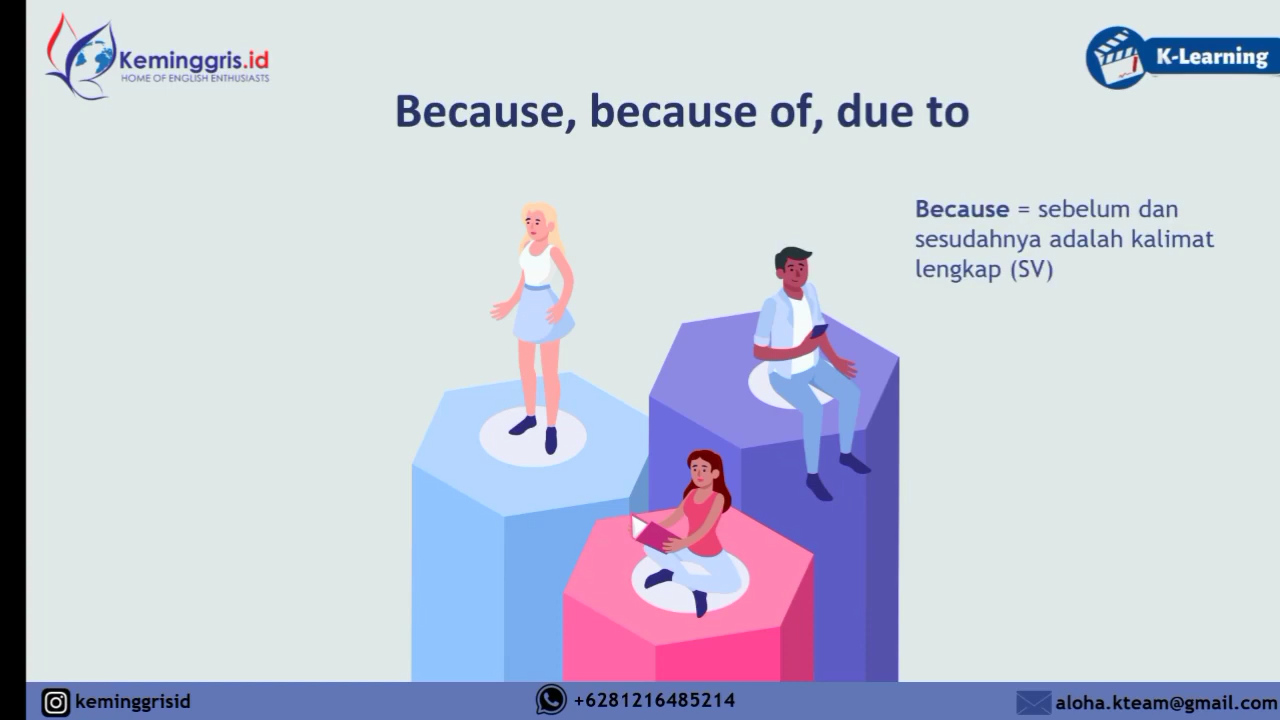 Keminggris.id
HOME OF ENGLISH ENTHUSIASTS
K-Learning
Because, because of, due to
Because = sebelum dan
sesudahnya adalah kalimat
lengkap (SV)
keminggrisid
+6281216485214
aloha.kteam@gmail.com